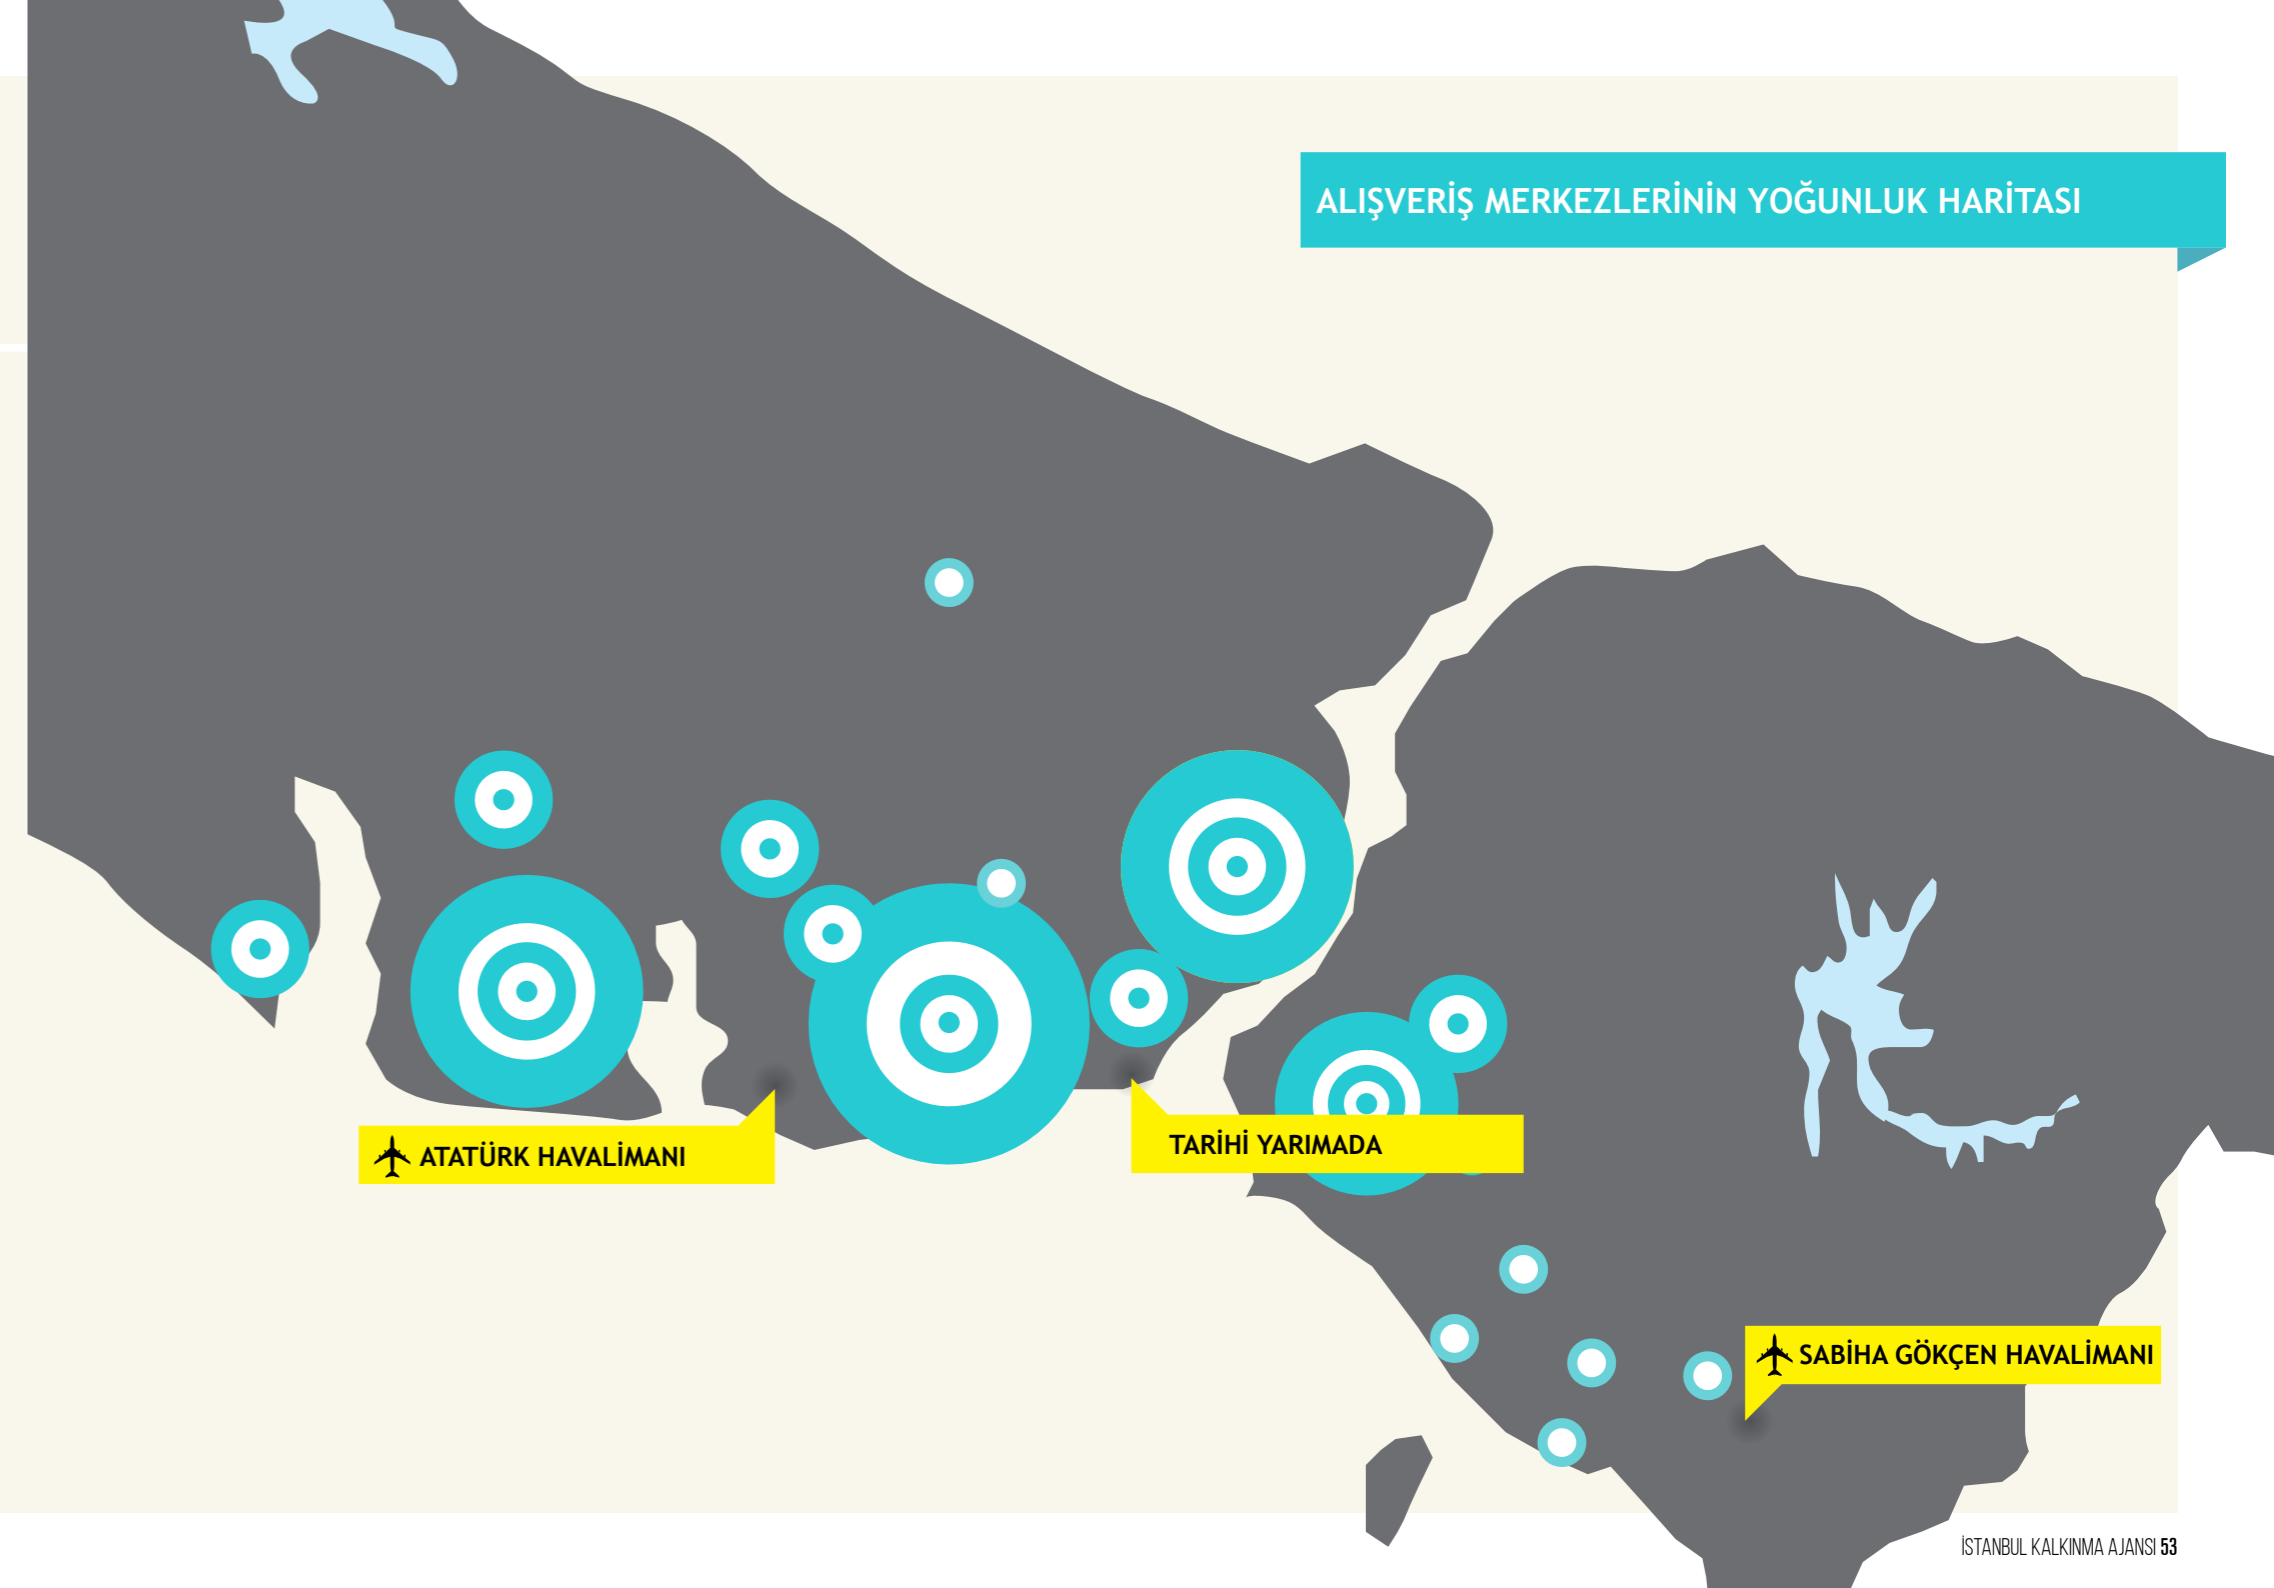 ALIŞVERİŞ MERKEZLERİNİN YOĞUNLUK HARİTASI
ATATÜRK HAVALİMANI
TARİHİ YARIMADA
SABİHA GÖKÇEN HAVALİMANI
İSTANBUL KALKINMA AJANSI 53